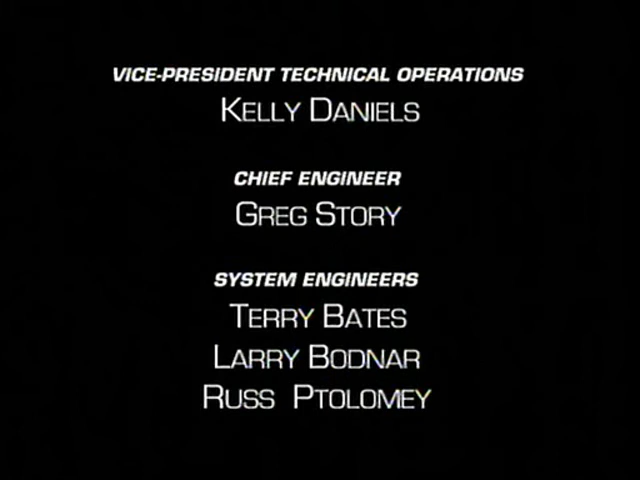 VICE-PRESIDENT TECHNICAL OPERATIONS
KELLY DANIELS
CHIEF ENGINEER
GREG STORY
SYSTEM ENGINEERS
TERRY BATES
LARRY BODNAR
RUSS PTOLOMEY